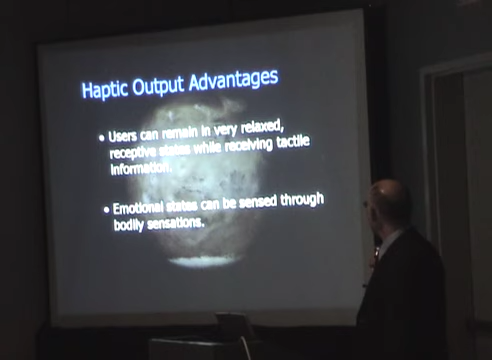 Haptic Output Advantages
• Users can remain in very relaxed,
receptive states while receiving tactile
information.
• Emotional states can be sensed through
bodily sensations.